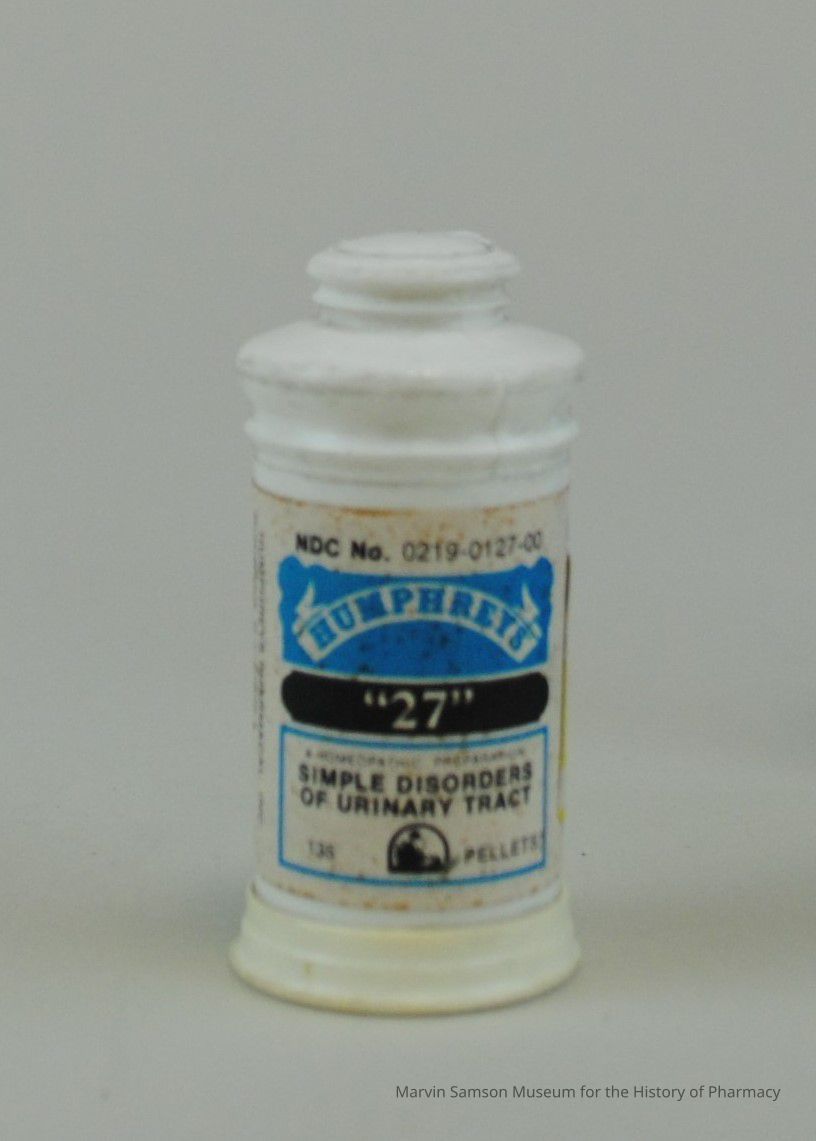 NDC No. 0219-0127-00
HUMPHREYS
"27"
A HOMEOPATHIC PREPARATION
SIMPLE DISORDERS
OF URINARY TRACT
135 PELLETS
Marvin Samson Museum for the History of Pharmacy